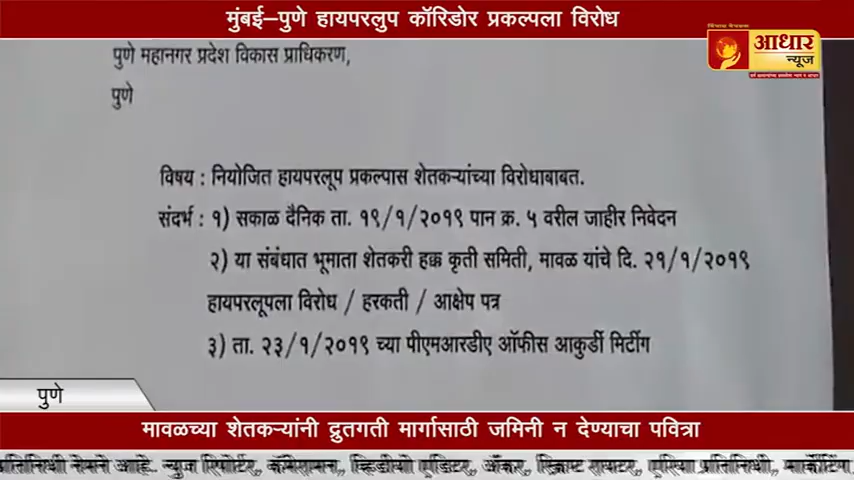 मुंबई–पुणे हायपरलुप कॉरिडोर प्रकल्पला विरोध
आधार
न्यूज
पुणे महानगर प्रदेश विकास प्राधिकरण,
पुणे
विषय : नियोजित हायपरलूप प्रकल्पास शेतकऱ्यांच्या विरोधाबाबत.
संदर्भ : १) सकाळ दैनिक ता. १९/१/२०१९ पान क्र. ५ वरील जाहीर निवेदन
२) या संबंधात भूमाता शेतकरी हक्क कृती समिती, मावळ यांचे दि. २१/१/२०१९
हायपरलूपला विरोध / हरकती / आक्षेप पत्र
३) ता. २३/१/२०१९ च्या पीएमआरडीए ऑफीस आकुर्डी मिर्टींग
पुणे
मावळच्या शेतकऱ्यांनी द्रुतगती मार्गासाठी जमिनी न देण्याचा पवित्रा
नेमणे आहे. न्युज रिपोर्टर, कॅमेरामन, व्हिडीयो एडिटर, अँकर, स्क्रिप्ट रायटर, एरिया प्रतिनिधी, मार्केटिंग